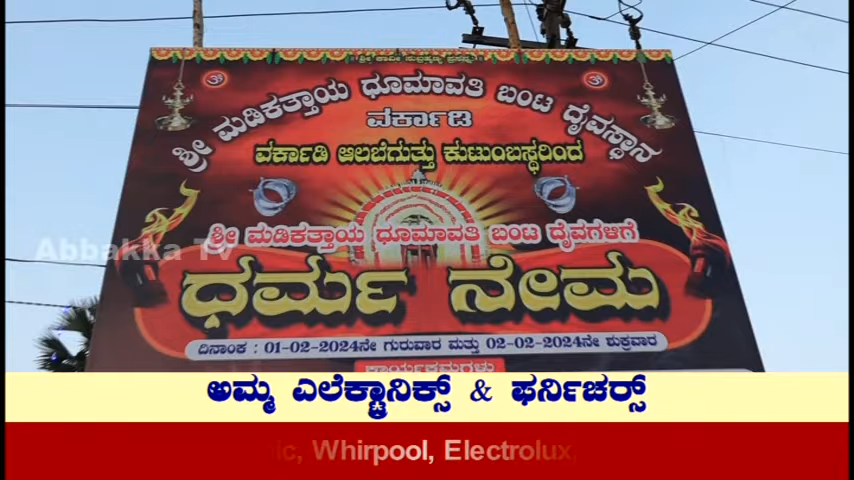 ಶ್ರೀ ಮಡಿಕತ್ತಾಯ ಧೂಮಾವತಿ ಬಂಟ ದೈವಸ್ಥಾನ
ವರ್ಕಾಡಿ
ವರ್ಕಾಡಿ ಆಲಬೆಗುತ್ತು ಕುಟುಂಬಸ್ಥರಿಂದ
ಶ್ರೀ ಮಡಿಕತ್ತಾಯ ಧೂಮಾವತಿ ಬಂಟ ದೈವಗಳಿಗೆ
Abbakka Tv
ಧರ್ಮ ನೇಮ
ದಿನಾಂಕ : 01-02-2024ನೇ ಗುರುವಾರ ಮತ್ತು 02-02-2024ನೇ ಶುಕ್ರವಾರ
ಅಮ್ಮ ಎಲೆಕ್ಟ್ರಾನಿಕ್ಸ್ & ಫರ್ನಿಚರ್ಸ್
Whirpool, Electrolux,